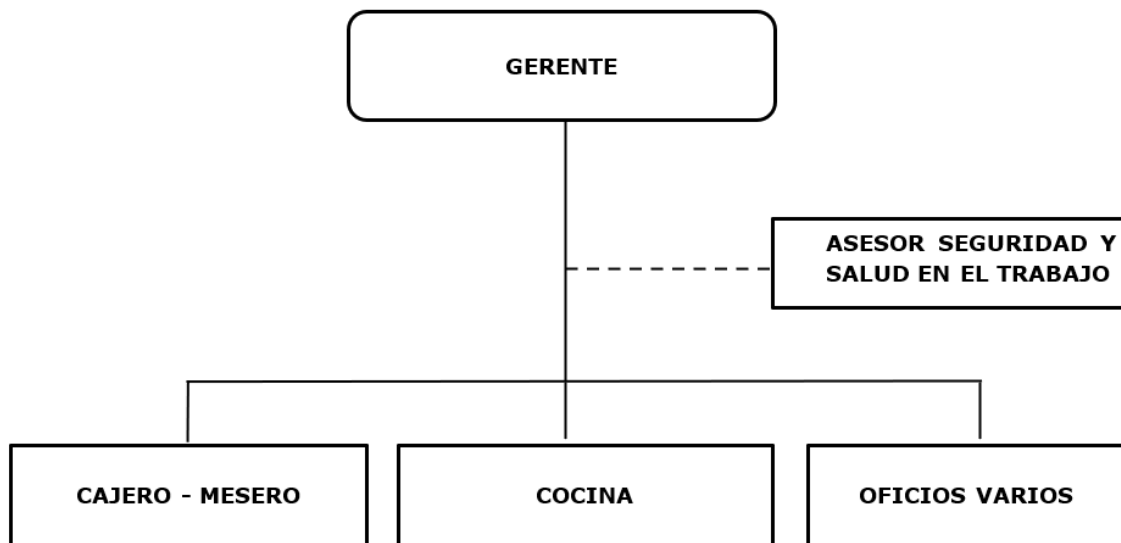 GERENTE
ASESOR SEGURIDAD Y
SALUD EN EL TRABAJO
CAJERO - MESERO
COCINA
OFICIOS VARIOS